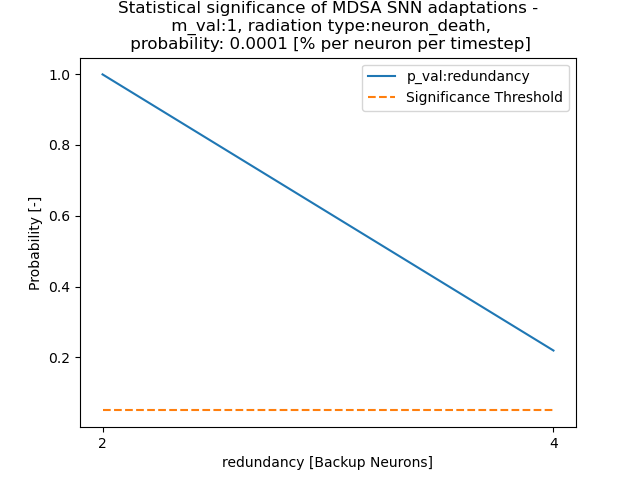 Statistical significance of MDSA SNN adaptations -
m_val:1, radiation type:neuron_death,
probability: 0.0001 [% per neuron per timestep]
p_val:redundancy
Significance Threshold
1.0
0.8
0.6
0.4
0.2
Probability [-]
2
4
redundancy [Backup Neurons]